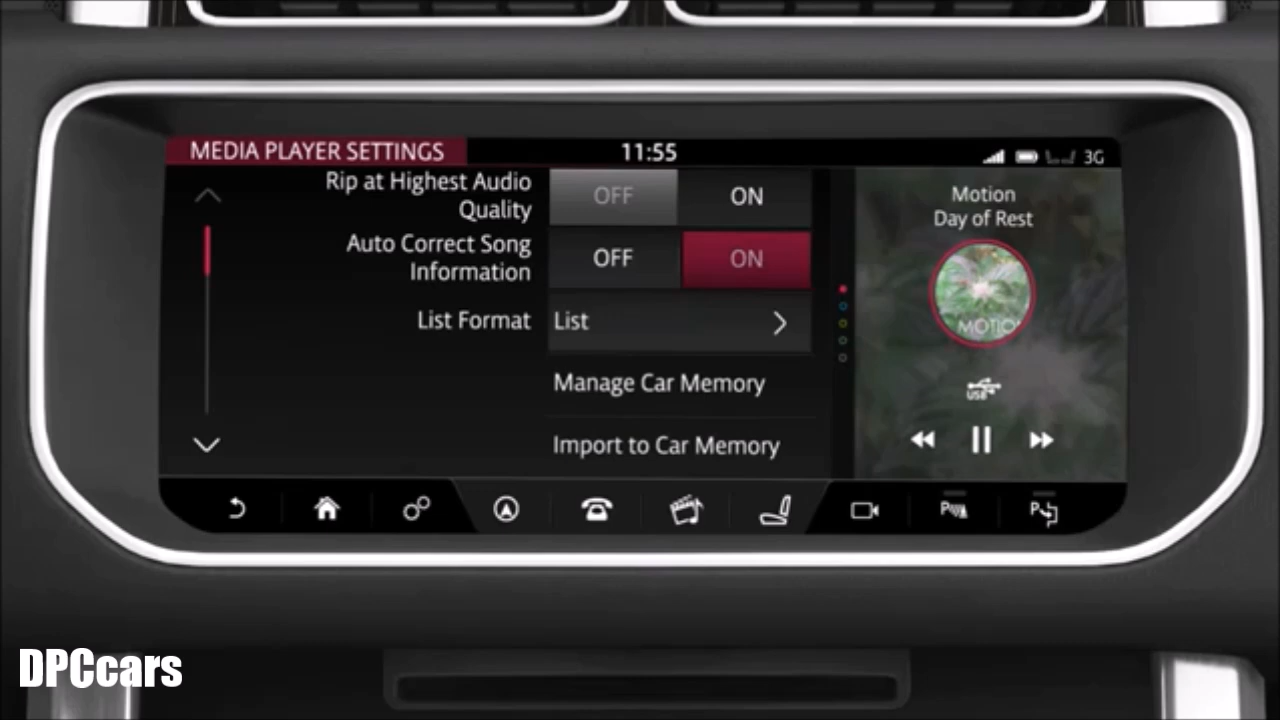 MEDIA PLAYER SETTINGS
11:55
3G
Rip at Highest Audio
Quality
OFF
ON
Auto Correct Song
Information
OFF
ON
List Format
List
Manage Car Memory
Import to Car Memory
Motion
Day of Rest
MOTIO
USB
P
P
DPCcars